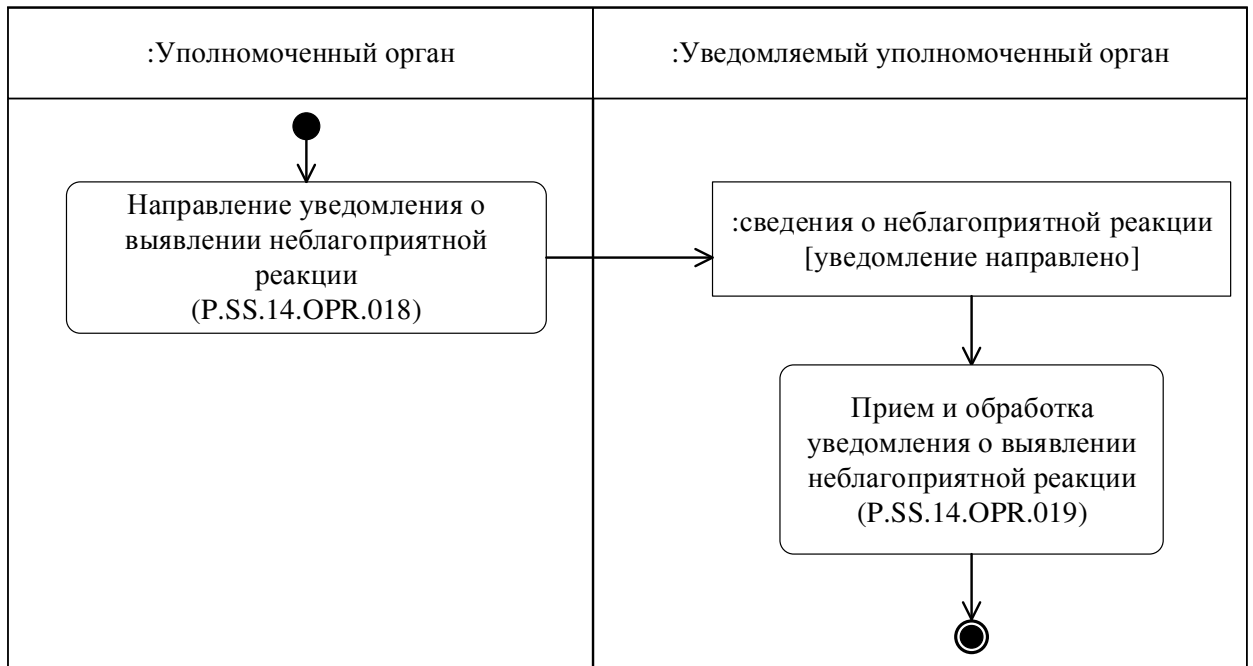 :Уполномоченный орган
:Уведомляемый уполномоченный орган
Направление уведомления о
выявлении неблагоприятной
реакции
(P.SS.14.OPR.018)
:сведения о неблагоприятной реакции
[уведомление направлено]
Прием и обработка
уведомления о выявлении
неблагоприятной реакции
(P.SS.14.OPR.019)